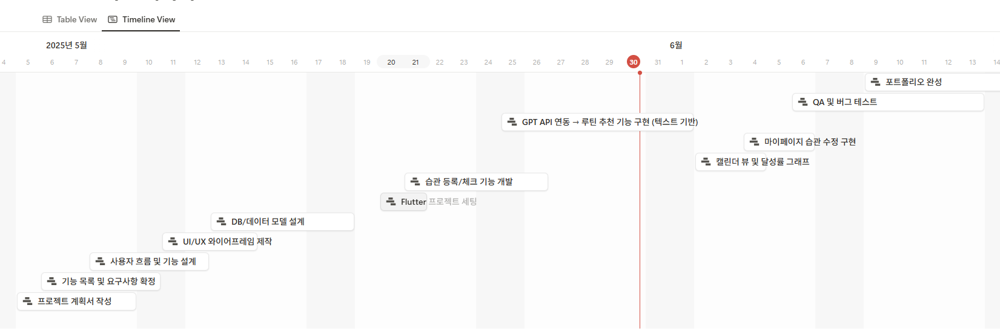 Table View Timeline View
2025년 5월 6월
4 5 6 7 8 9 10 11 12 13 14 15 16 17 18 19 20 21 22 23 24 25 26 27 28 29 30 31 1 2 3 4 5 6 7 8 9 10 11 12 13 14
포트폴리오 완성
QA 및 버그 테스트
GPT API 연동 → 루틴 추천 기능 구현 (텍스트 기반)
마이페이지 습관 수정 구현
캘린더 뷰 및 달성률 그래프
습관 등록/체크 기능 개발
Flutter 프로젝트 세팅
DB/데이터 모델 설계
UI/UX 와이어프레임 제작
사용자 흐름 및 기능 설계
기능 목록 및 요구사항 확정
프로젝트 계획서 작성